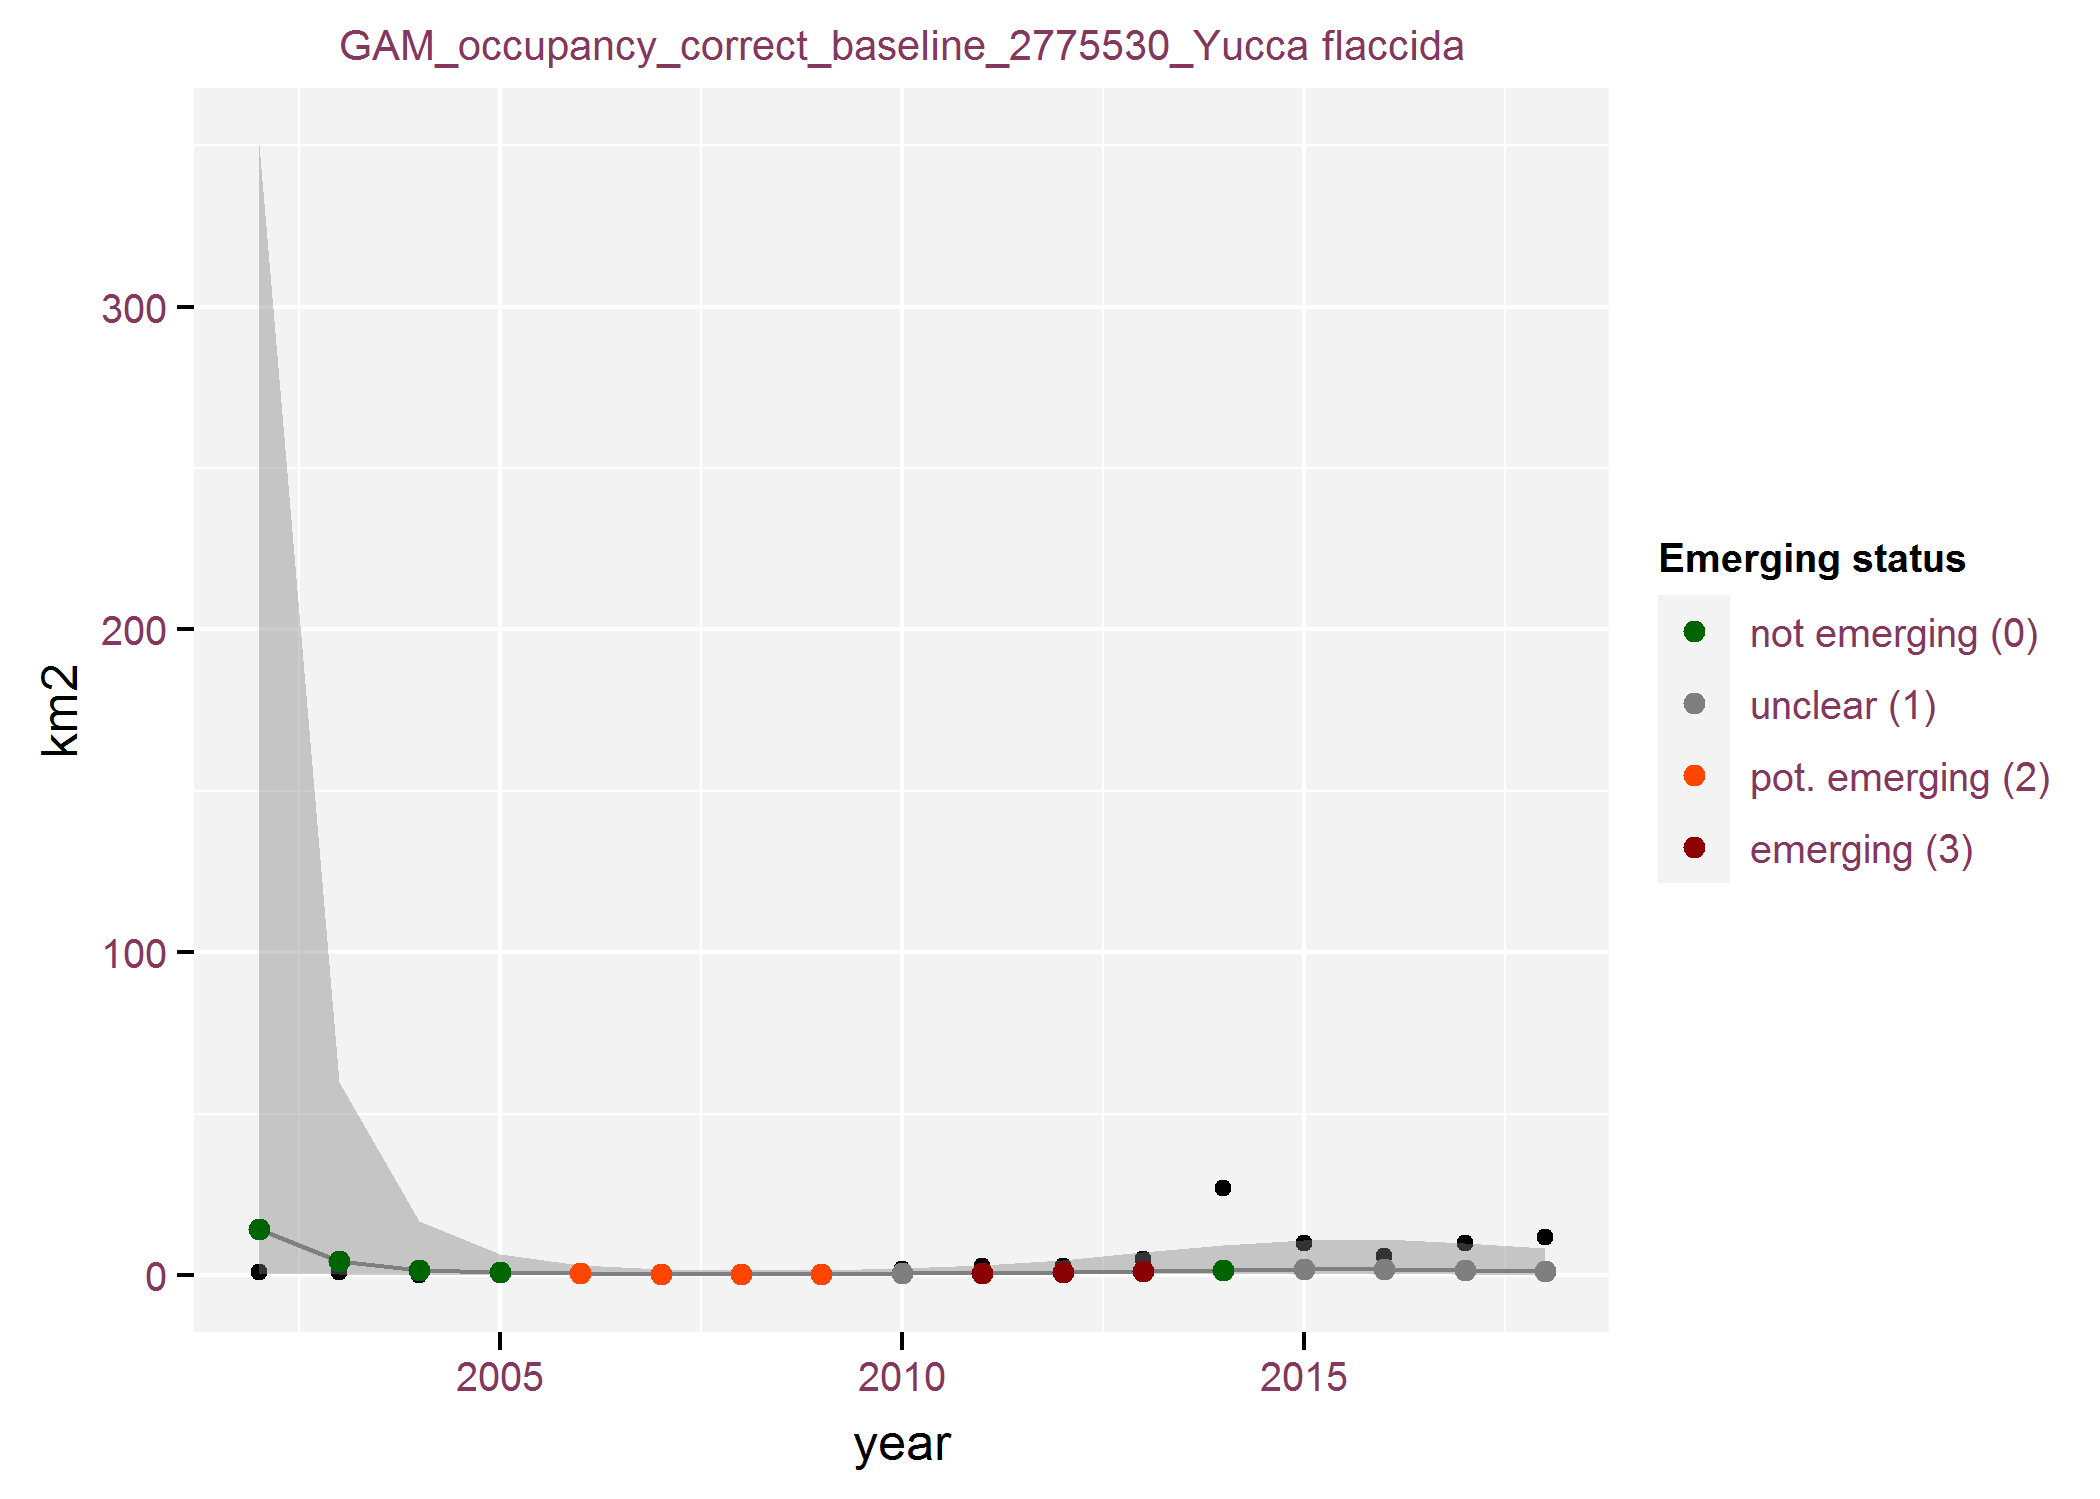 GAM_occupancy_correct_baseline_2775530_Yucca flaccida
300
200
100
0
km2
2005
2010
2015
year
Emerging status
not emerging (0)
unclear (1)
pot. emerging (2)
emerging (3)